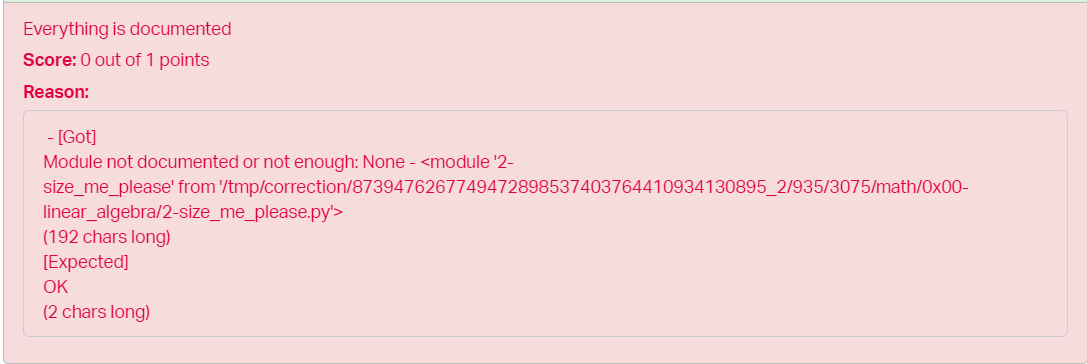 Everything is documented
Score: 0 out of 1 points
Reason:
- [Got]
Module not documented or not enough: None - <module '2-
size_me_please' from '/tmp/correction/87394762677494728985374037644109341308​95_2/935/3075/math/0x00-
linear_algebra/2-size_me_please.py'>
(192 chars long)
[Expected]
OK
(2 chars long)